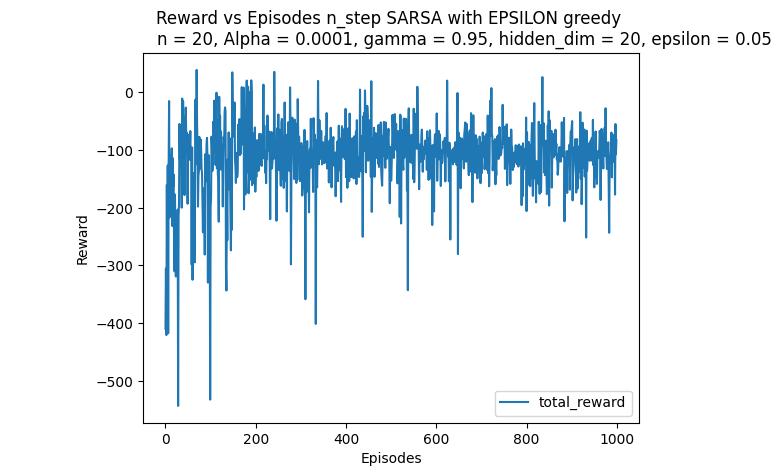 Reward vs Episodes n_step SARSA with EPSILON greedy
n = 20, Alpha = 0.0001, gamma = 0.95, hidden_dim = 20, epsilon = 0.05
0
−100
−200
−300
−400
−500
Reward
total_reward
0 200 400 600 800 1000
Episodes